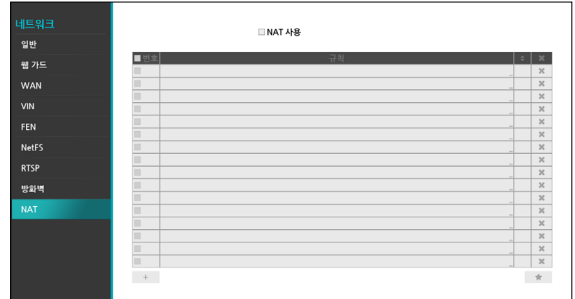 네트워크
일반
웹 가드
WAN
VIN
FEN
NetFS
RTSP
방화벽
NAT
NAT 사용
번호 규칙